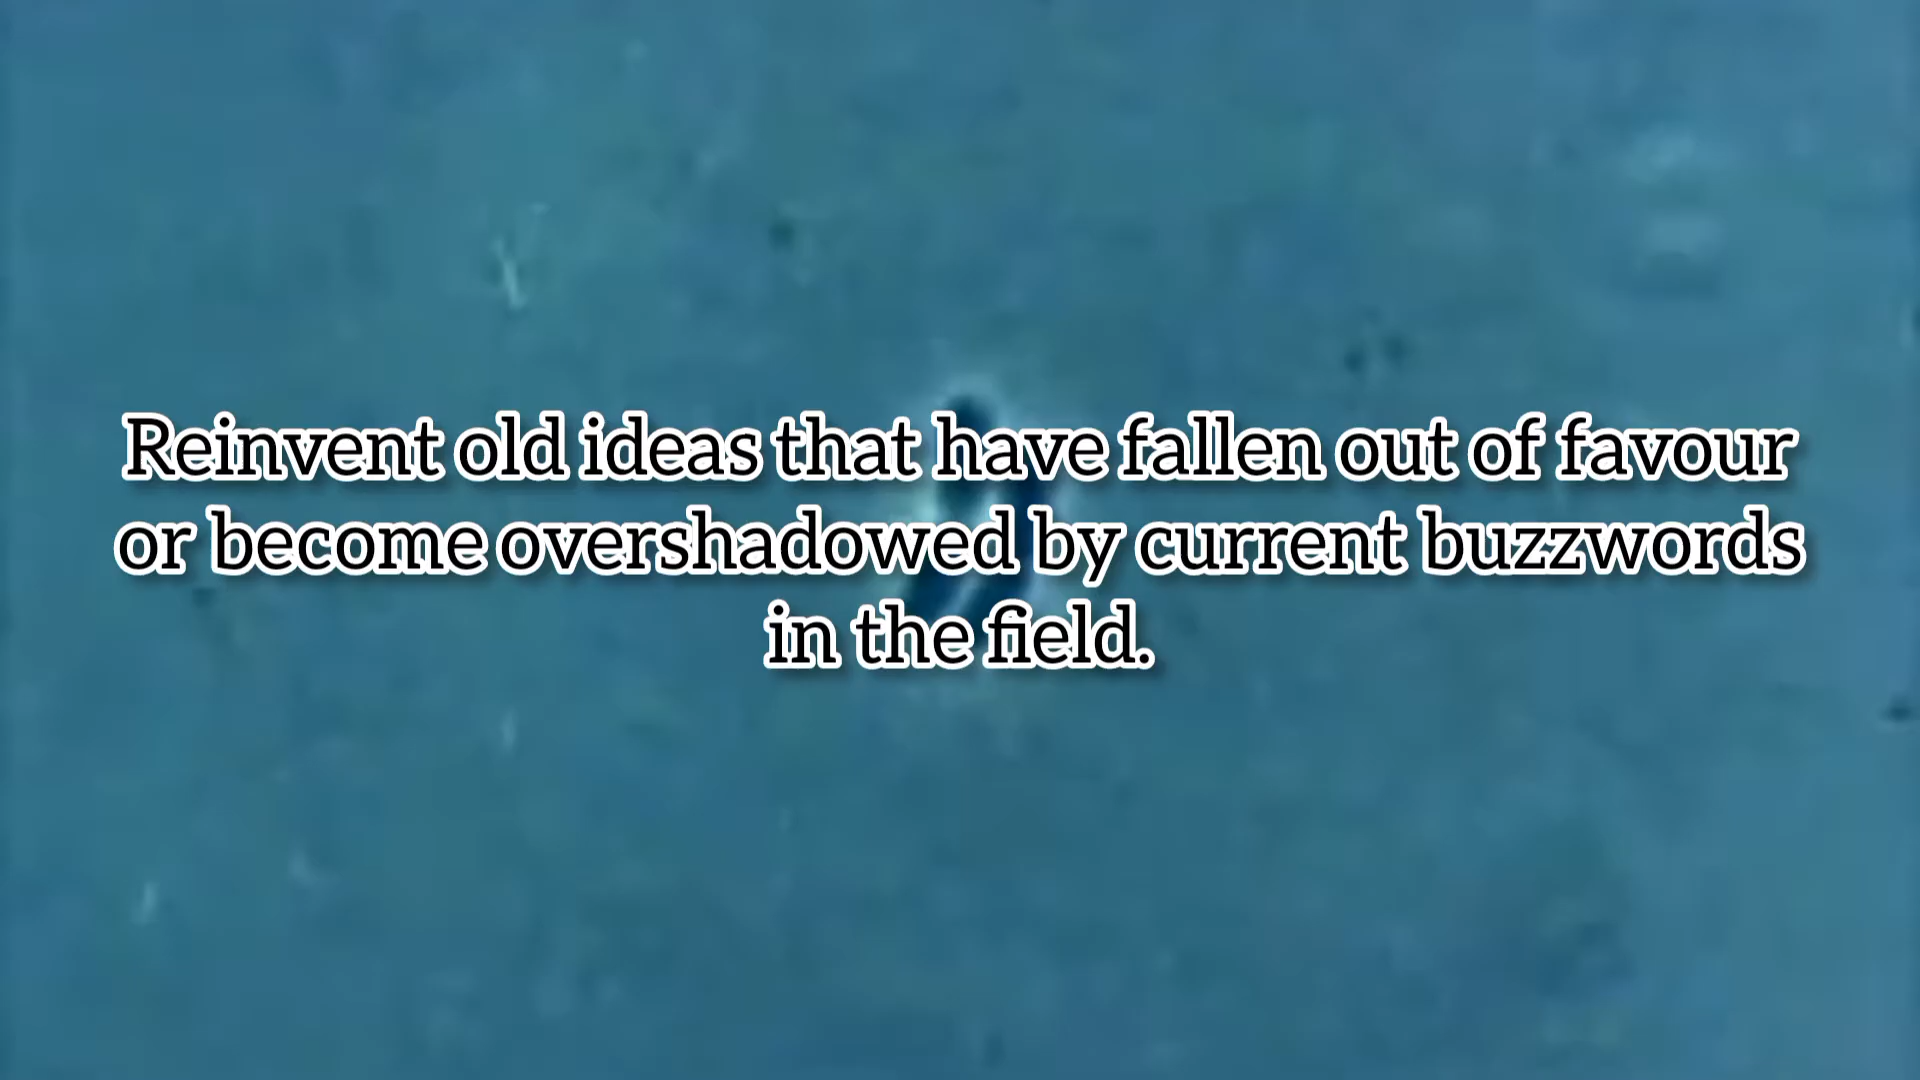 Reinvent old ideas that have fallen out of favour
or become overshadowed by current buzzwords
in the field.